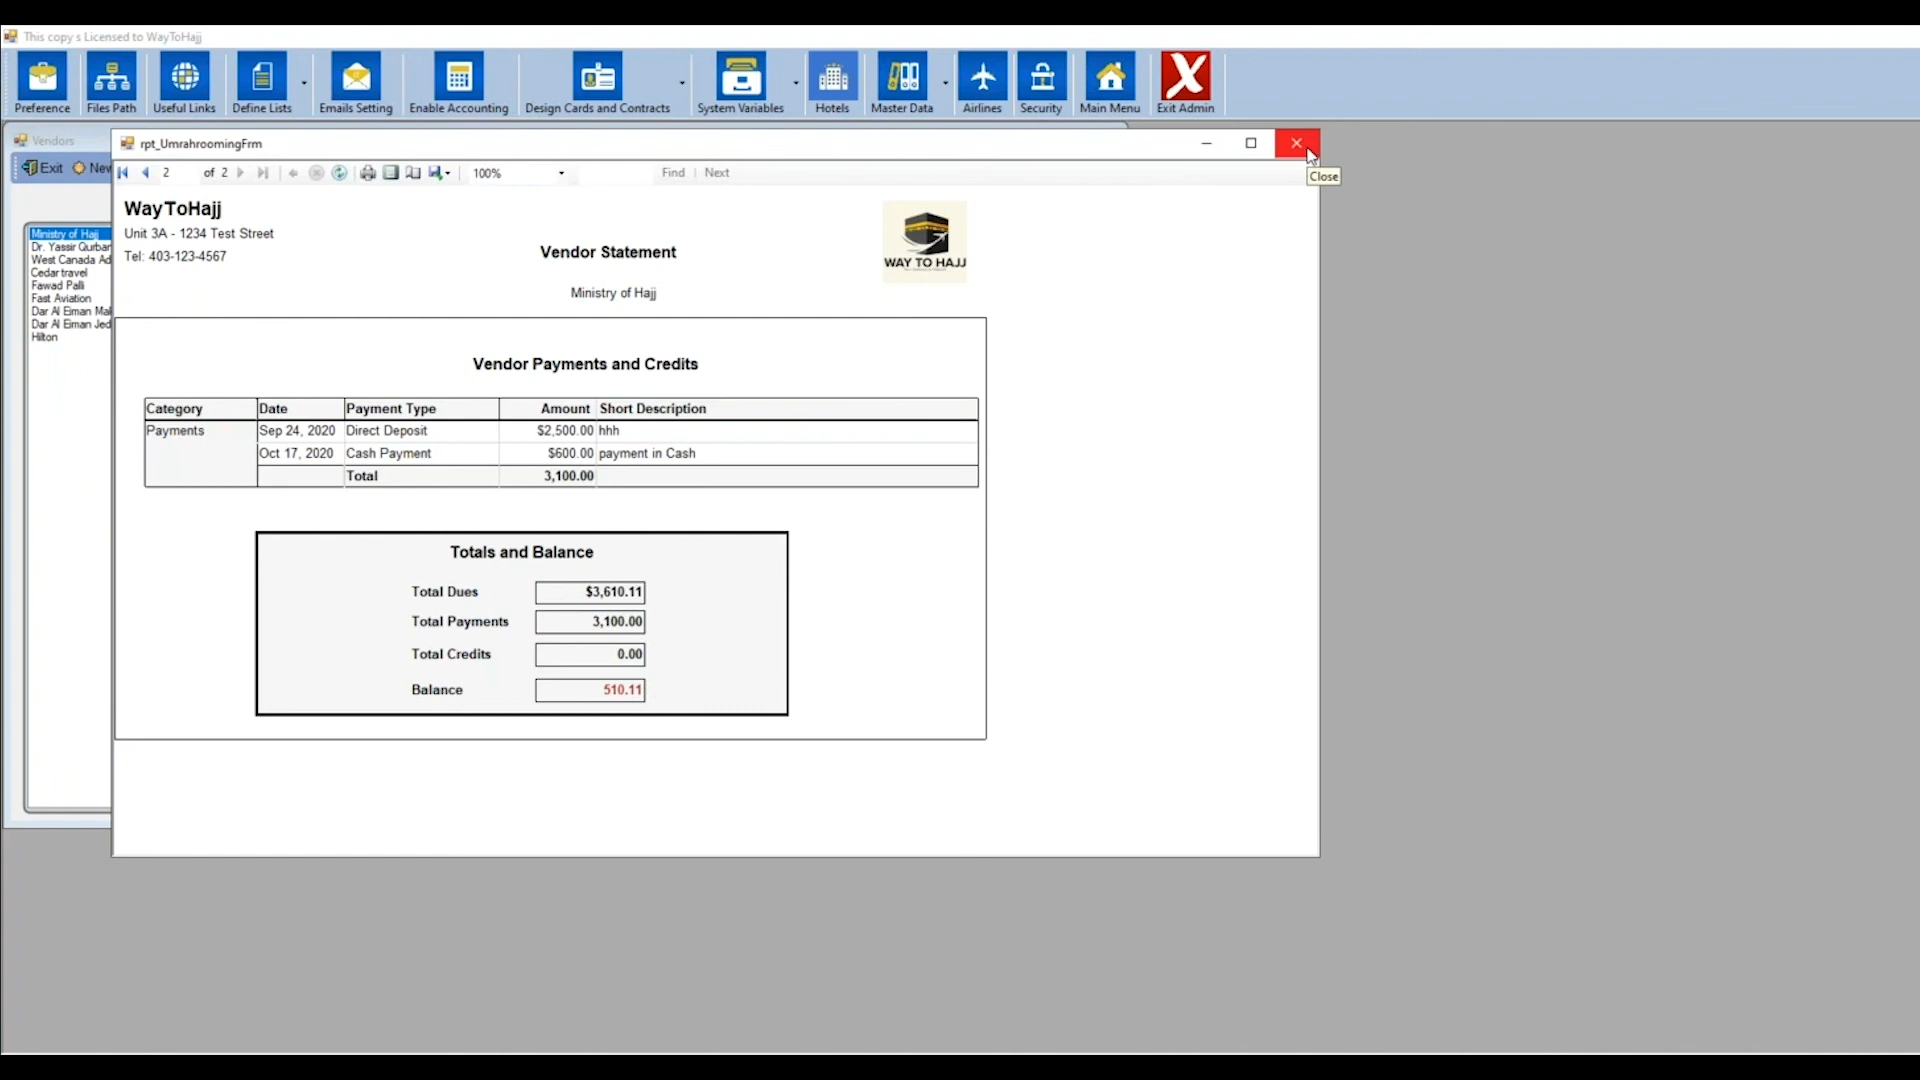 This copy s Licensed to WayToHajj
Preference Files Path Useful Links Define Lists Emails Setting Enable Accounting Design Cards and Contracts System Variables Hotels Master Data Airlines Security Main Menu Exit Admin
Vendors
Exit New
Ministry of Hajj
Dr. Yassir Qurban
West Canada Ad
Cedar travel
Fawad Palli
Fast Aviation
Dar Al Eiman Mak
Dar Al Eiman Jed
Hilton
rpt_UmrahroomingFrm
2 of 2 100% Find | Next
Close
WayToHajj
Unit 3A - 1234 Test Street
Tel: 403-123-4567
Vendor Statement
Ministry of Hajj
WAY TO HAJJ
Vendor Payments and Credits
Category Date Payment Type Amount Short Description
Payments Sep 24, 2020 Direct Deposit $2,500.00 hhh
Oct 17, 2020 Cash Payment $600.00 payment in Cash
Total 3,100.00
Totals and Balance
Total Dues $3,610.11
Total Payments 3,100.00
Total Credits 0.00
Balance 510.11